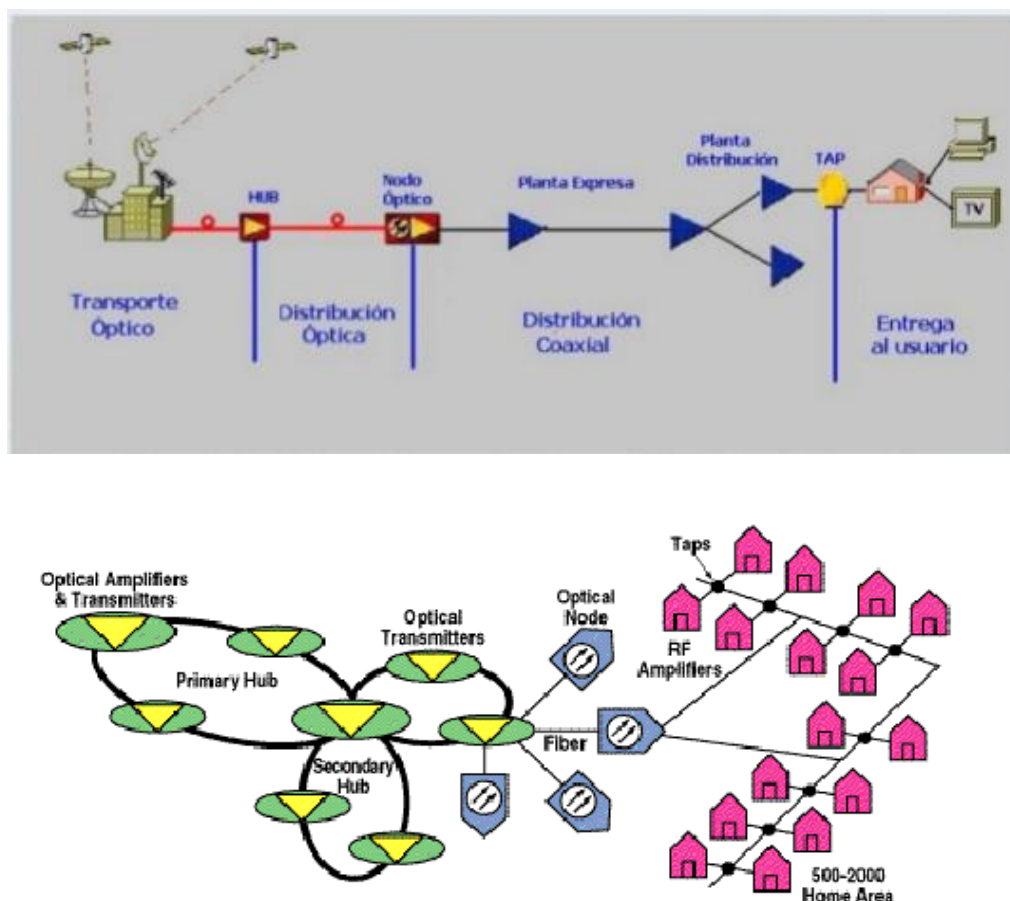 Planta
Distribución
TAP
Nodo
Óptico
Planta Expresa
HUB
TV
Transporte
Óptico
Distribución
Óptica
Distribución
Coaxial
Entrega
al usuario
Taps
Optical Amplifiers
& Transmitters
Optical
Transmitters
Optical
Node
RF
Amplifiers
Primary Hub
Fiber
Secondary
Hub
500-2000
Home Area